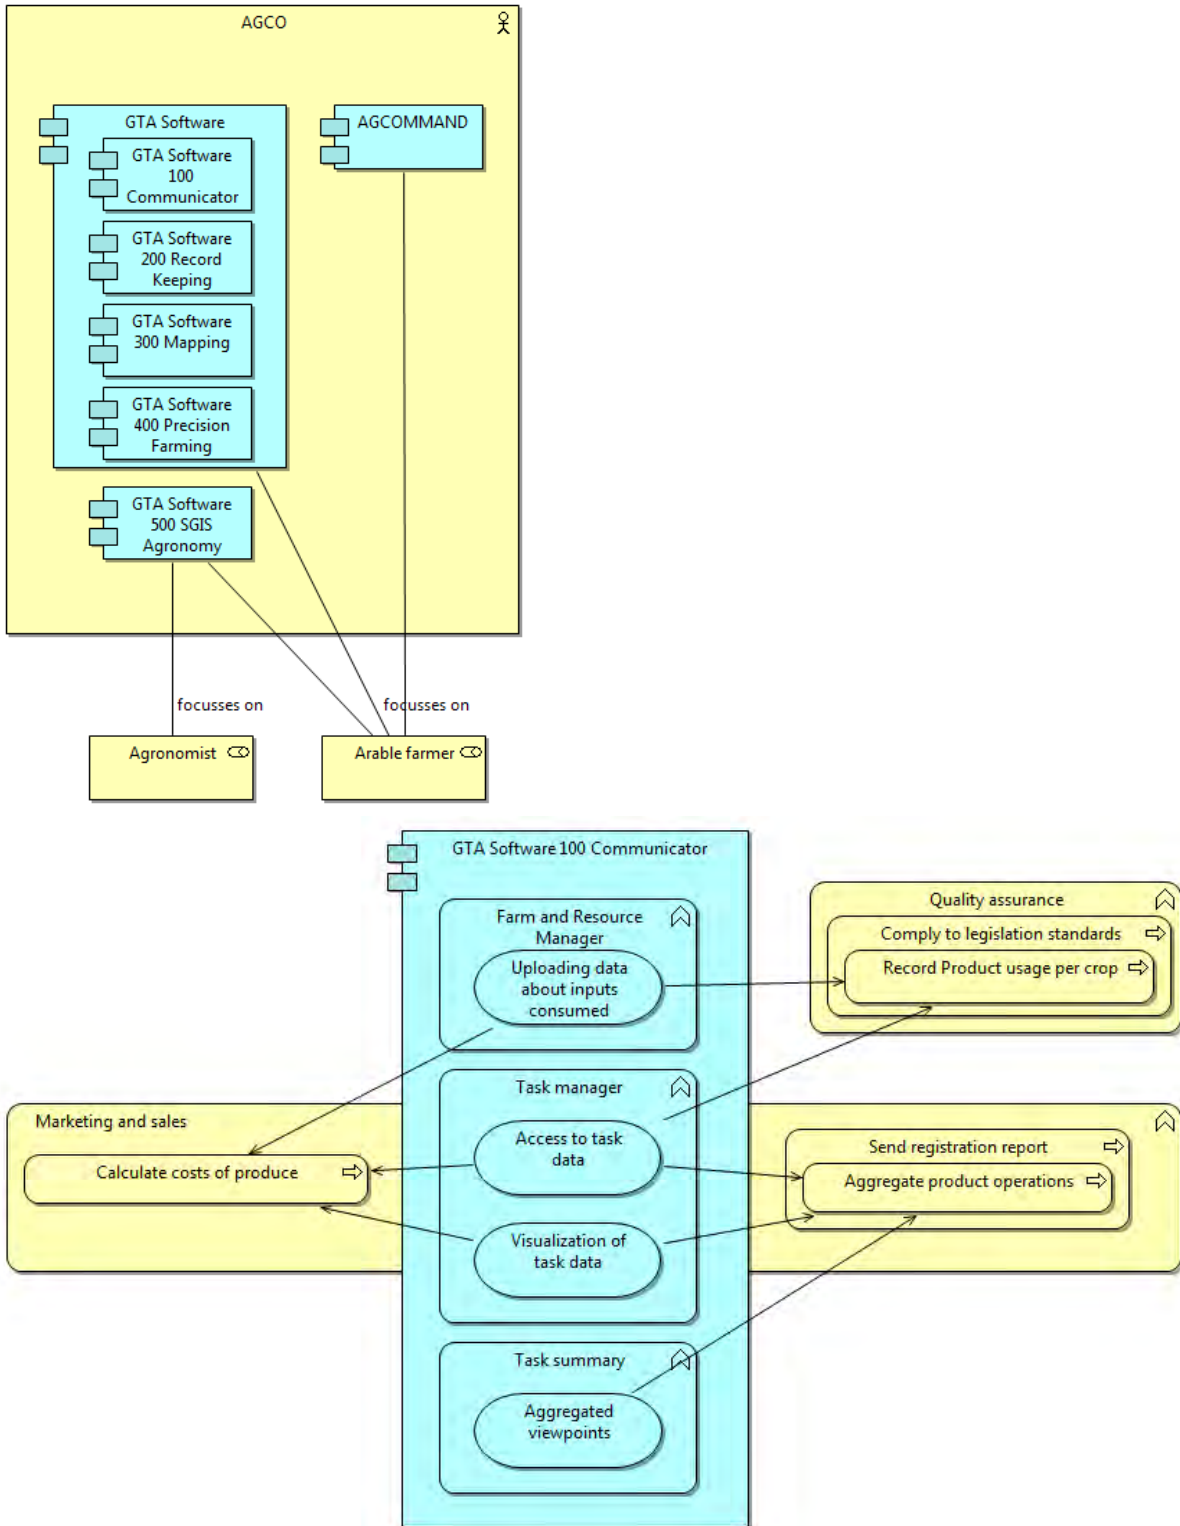 AGCO
GTA Software
AGCOMMAND
GTA Software
100
Communicator
GTA Software
200 Record
Keeping
GTA Software
300 Mapping
GTA Software
400 Precision
Farming
GTA Software
500 SGIS
Agronomy
focusses on
focusses on
Agronomist
Arable farmer
GTA Software 100 Communicator
Farm and Resource
Manager
Uploading data
about inputs
consumed
Quality assurance
Comply to legislation standards
Record Product usage per crop
Task manager
Access to task
data
Visualization of
task data
Marketing and sales
Calculate costs of produce
Send registration report
Aggregate product operations
Task summary
Aggregated
viewpoints